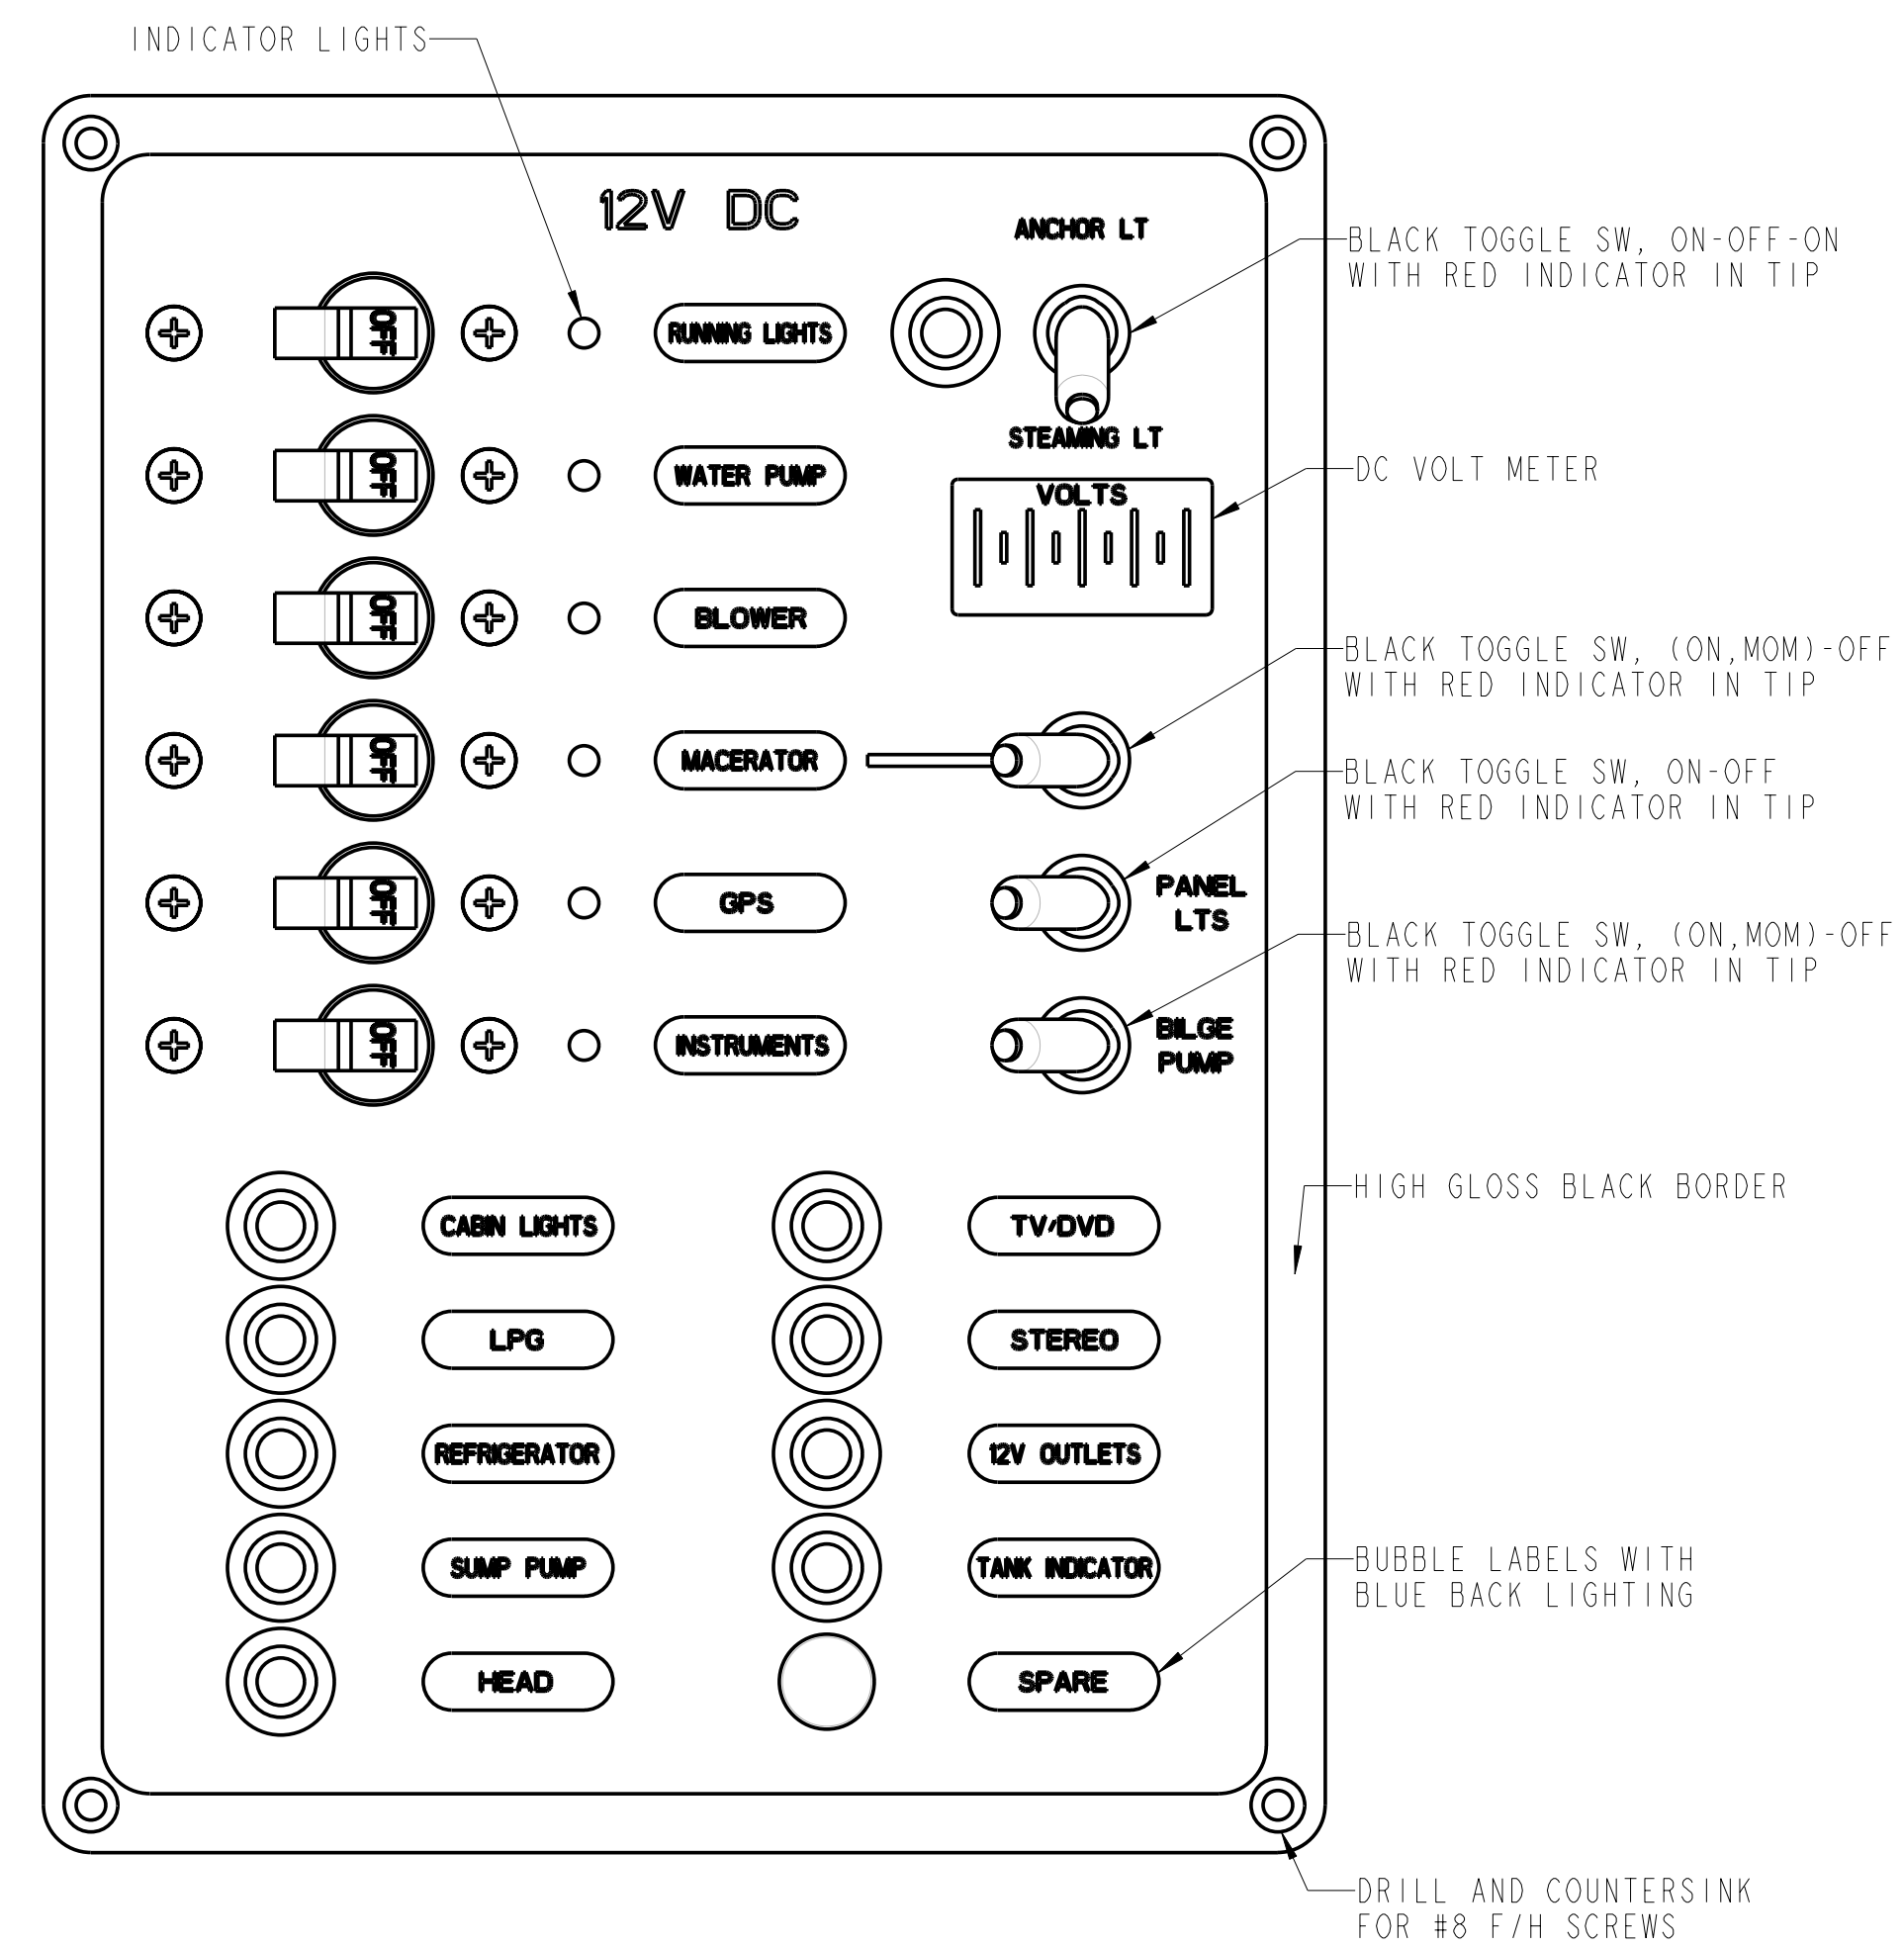 INDICATOR LIGHTS
12V DC
ANCHOR LT
BLACK TOGGLE SW, ON-OFF-ON
WITH RED INDICATOR IN TIP
OFF
RUNNING LIGHTS
STEAMING LT
OFF
WATER PUMP
DC VOLT METER
VOLTS
OFF
BLOWER
BLACK TOGGLE SW, (ON,MOM)-OFF
WITH RED INDICATOR IN TIP
OFF
MACERATOR
BLACK TOGGLE SW, ON-OFF
WITH RED INDICATOR IN TIP
OFF
GPS
PANEL
LTS
BLACK TOGGLE SW, (ON,MOM)-OFF
WITH RED INDICATOR IN TIP
OFF
INSTRUMENTS
BILGE
PUMP
HIGH GLOSS BLACK BORDER
CABIN LIGHTS
TV/DVD
LPG
STEREO
REFRIGERATOR
12V OUTLETS
SUMP PUMP
TANK INDICATOR
BUBBLE LABELS WITH
BLUE BACK LIGHTING
HEAD
SPARE
DRILL AND COUNTERSINK
FOR #8 F/H SCREWS